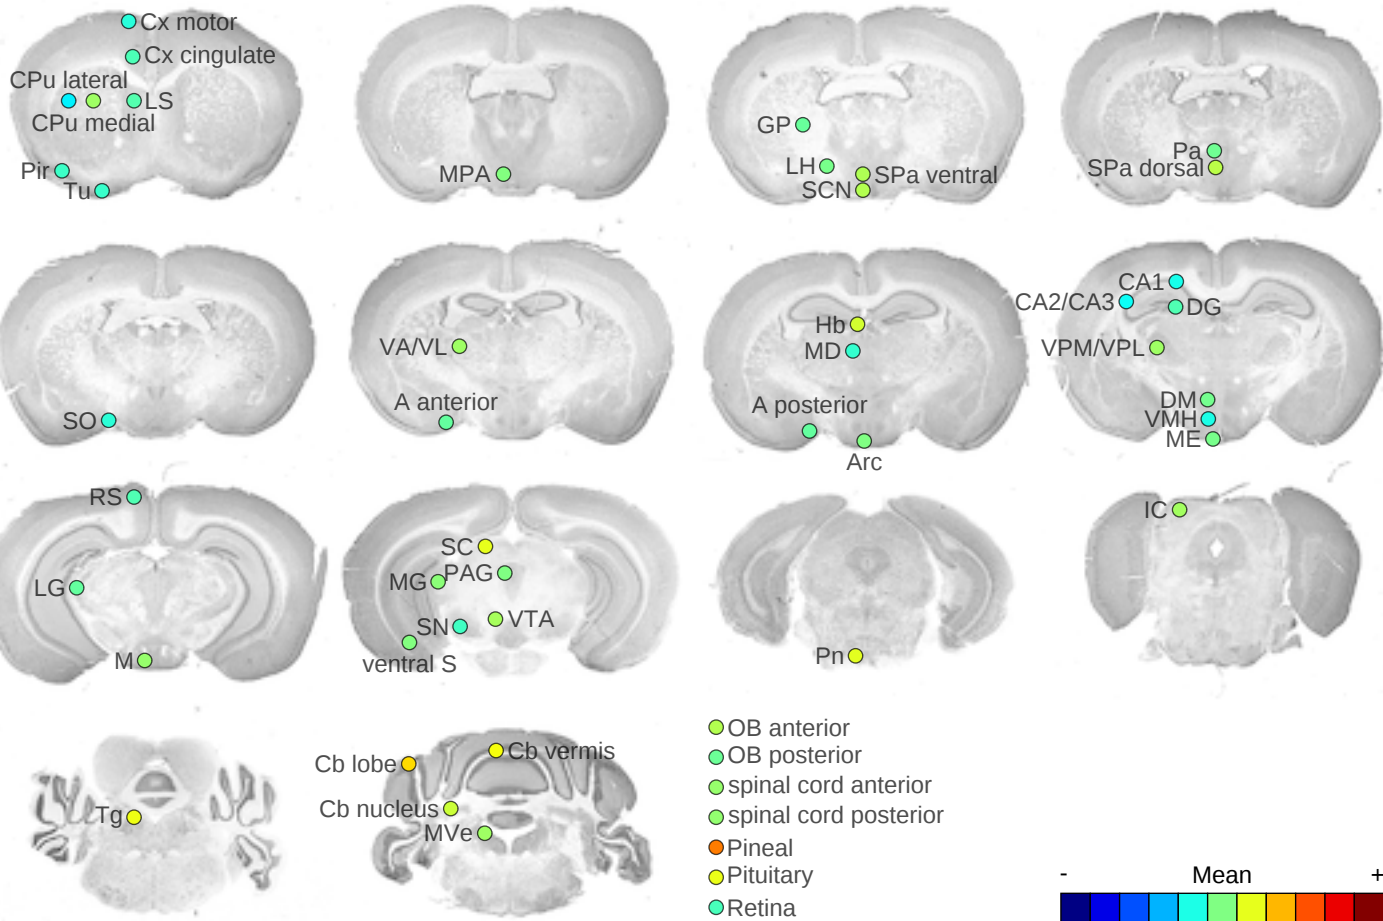 Cx motor
Cx cingulate
CPu lateral
LS
CPu medial
Pir
Tu
MPA
GP
LH
SPa ventral
SCN
Pa
SPa dorsal
SO
VA/VL
A anterior
Hb
MD
A posterior
Arc
CA1
CA2/CA3
DG
VPM/VPL
DM
VMH
ME
RS
LG
M
SC
PAG
MG
VTA
SN
ventral S
Pn
IC
Tg
Cb vermis
Cb lobe
Cb nucleus
MVe
OB anterior
OB posterior
spinal cord anterior
spinal cord posterior
Pineal
Pituitary
Retina
- Mean +